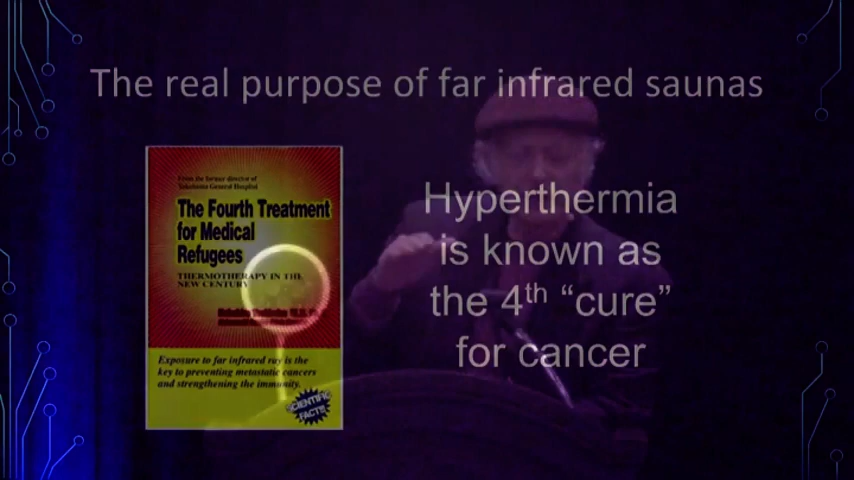 The real purpose of far infrared saunas
From the former director of
Yokohama General Hospital
The Fourth Treatment
for Medical
Refugees
THERMOTHERAPY IN THE
NEW CENTURY
Exposure to far infrared ray is the
key to preventing metastatic cancers
and strengthening the immunity.
SCIENTIFIC
FACTS!
Hyperthermia
is known as
the 4th “cure”
for cancer